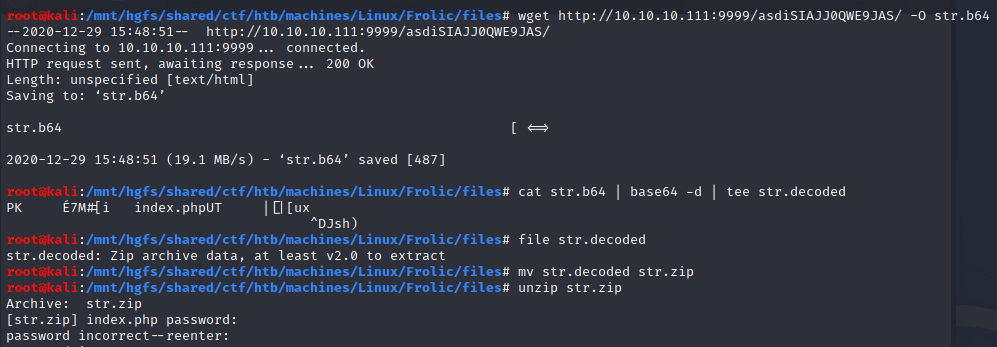 root@kali:/mnt/hgfs/shared/ctf/htb/machines/Linux/Frolic/files# wget http://10.10.10.111:9999/asdiSIAJJ0QWE9JAS/ -O str.b64
--2020-12-29 15:48:51-- http://10.10.10.111:9999/asdiSIAJJ0QWE9JAS/
Connecting to 10.10.10.111:9999... connected.
HTTP request sent, awaiting response... 200 OK
Length: unspecified [text/html]
Saving to: ‘str.b64’
str.b64 [ <=>
2020-12-29 15:48:51 (19.1 MB/s) - ‘str.b64’ saved [487]
root@kali:/mnt/hgfs/shared/ctf/htb/machines/Linux/Frolic/files# cat str.b64 | base64 -d | tee str.decoded
PK É7M#[i index.phpUT |[ux
^DJsh)
root@kali:/mnt/hgfs/shared/ctf/htb/machines/Linux/Frolic/files# file str.decoded
str.decoded: Zip archive data, at least v2.0 to extract
root@kali:/mnt/hgfs/shared/ctf/htb/machines/Linux/Frolic/files# mv str.decoded str.zip
root@kali:/mnt/hgfs/shared/ctf/htb/machines/Linux/Frolic/files# unzip str.zip
Archive: str.zip
[str.zip] index.php password:
password incorrect--reenter: